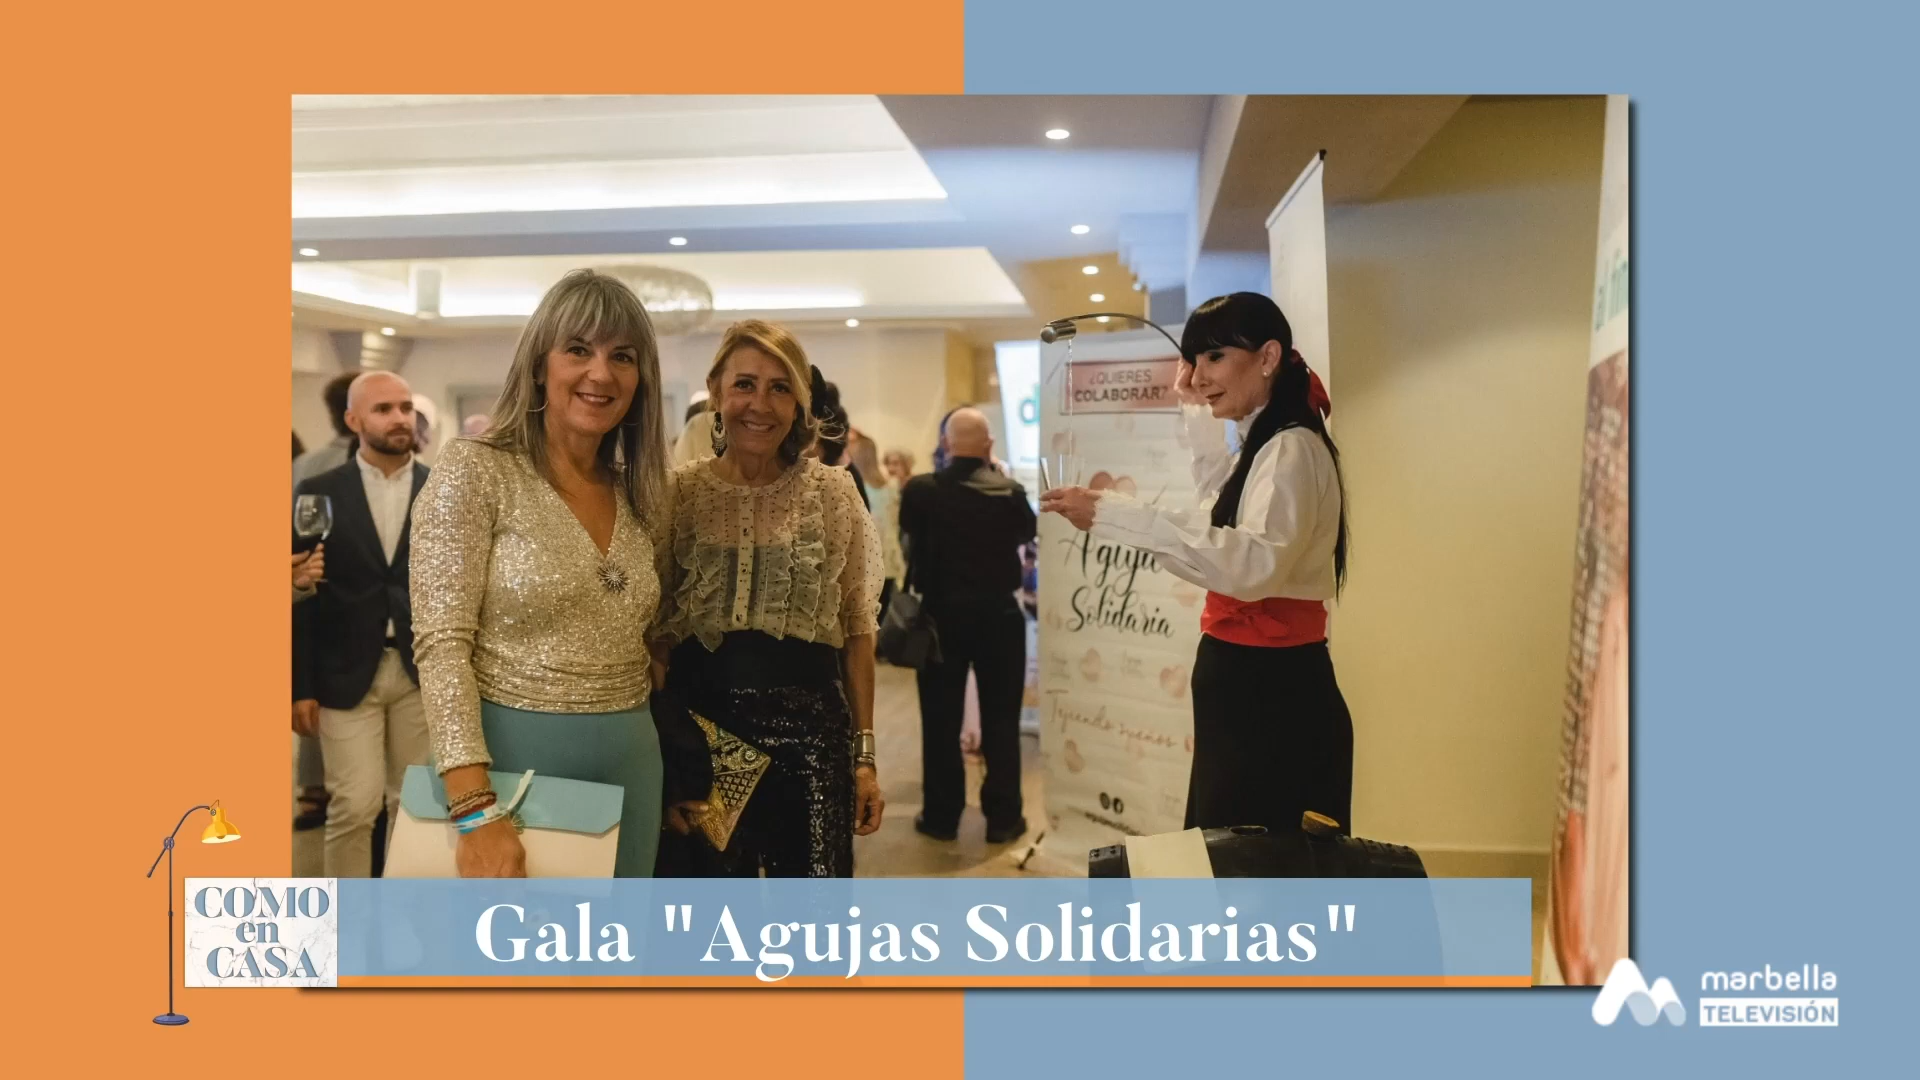 ¿QUIERES
COLABORAR?
Aguja
Solidaria
Tejiendo sueños
COMO
en
CASA
Gala "Agujas Solidarias"
marbella
TELEVISIÓN